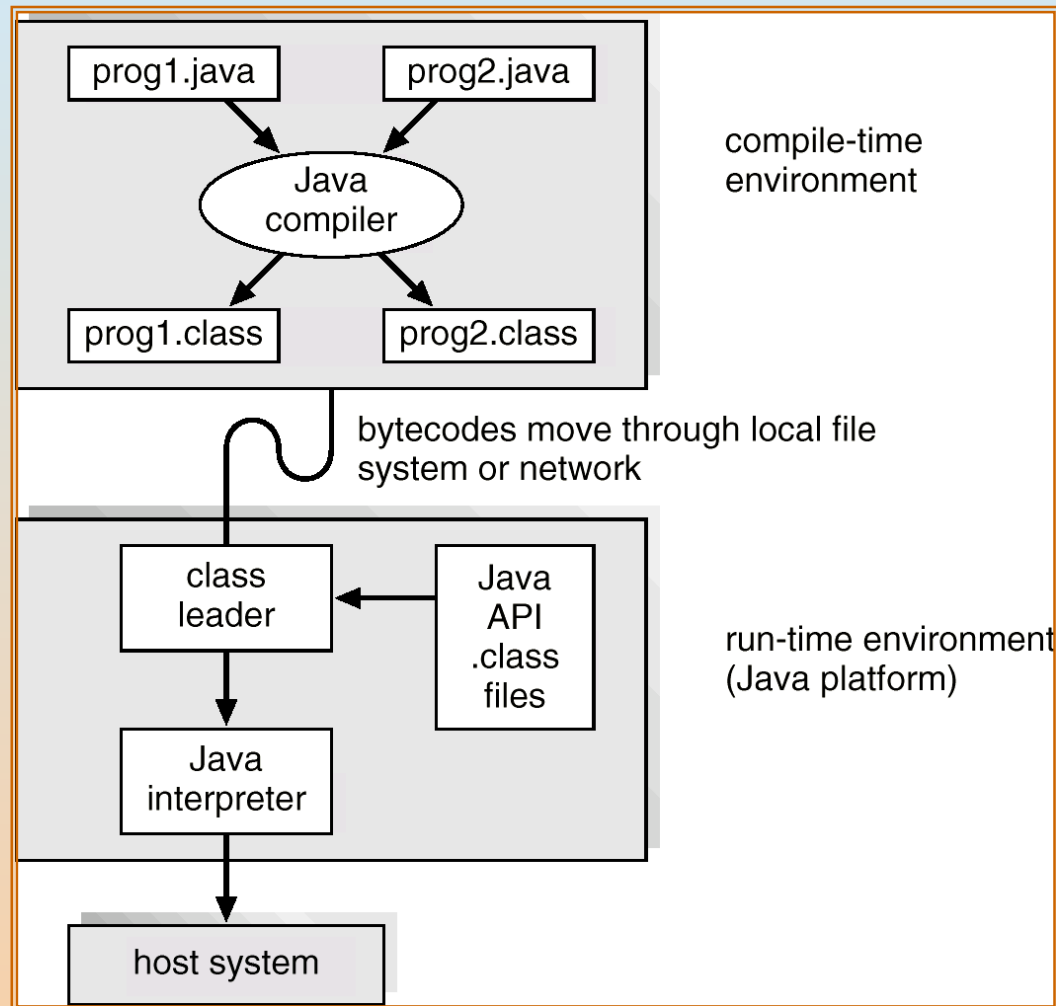 prog1.java
prog2.java
compile-time
environment
Java
compiler
prog1.class
prog2.class
bytecodes move through local file
system or network
class
leader
Java
API
.class
files
run-time environment
(Java platform)
Java
interpreter
host system